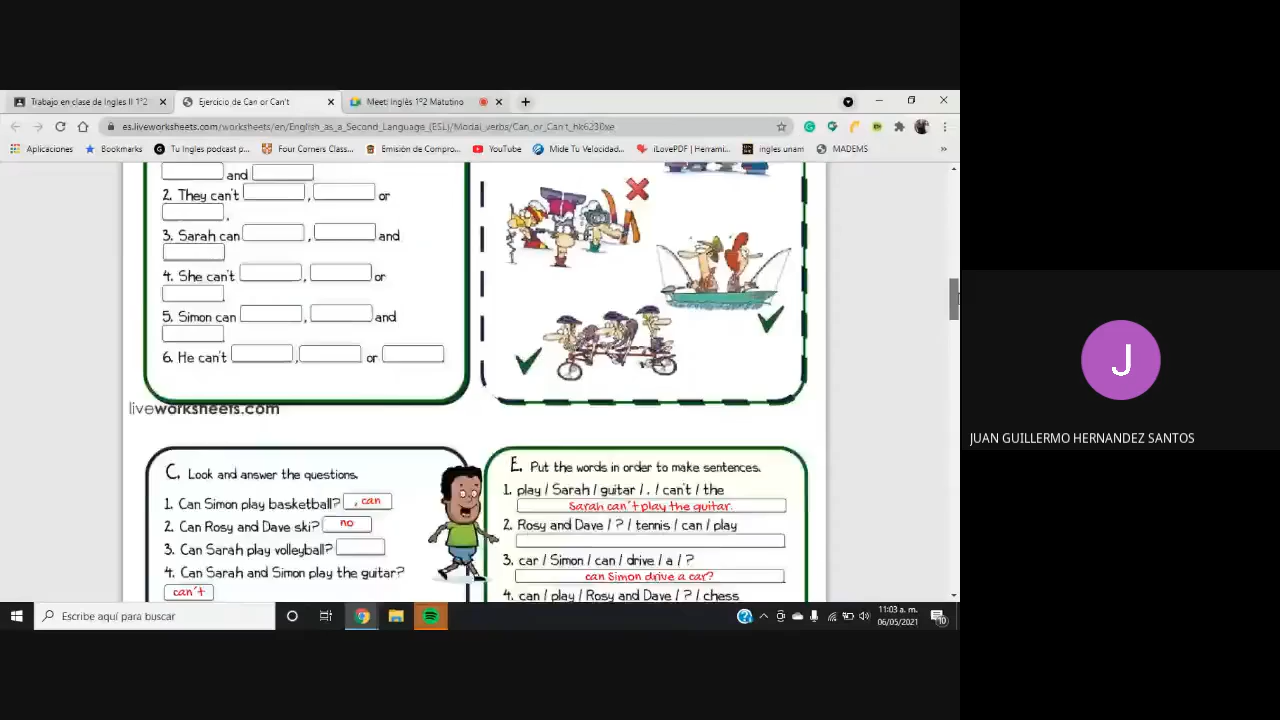 Trabajo en clase de Ingles II 1°2
Ejercicio de Can or Can't
Meet: Inglés 1°2 Matutino
es.liveworksheets.com/worksheets/en/English_as_a_Second_Language_(ESL)/Modal_verbs/Can_or_Can't_hk6230xe
Aplicaciones
Bookmarks
Tu Ingles podcast p...
Four Corners Class...
Emisión de Compro...
YouTube
Mide Tu Velocidad...
iLovePDF | Herrami...
ingles unam
MADEMS
»
and
2. They can't , or
.
3. Sarah can , and
4. She can't , or
5. Simon can , and
6. He can't , or
liveworksheets.com
C. Look and answer the questions.
1. Can Simon play basketball? , can
2. Can Rosy and Dave ski? no
3. Can Sarah play volleyball?
4. Can Sarah and Simon play the guitar?
can't
E. Put the words in order to make sentences.
1. play / Sarah / guitar / . / can't / the
Sarah can't play the guitar.
2. Rosy and Dave / ? / tennis / can / play
3. car / Simon / can / drive / a / ?
can Simon drive a car?
4. can / play / Rosy and Dave / ? / chess
Escribe aquí para buscar
11:03 a. m.
06/05/2021
10
J
JUAN GUILLERMO HERNANDEZ SANTOS